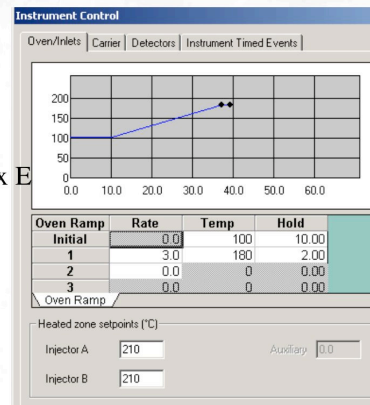 Instrument Control
Oven/Inlets Carrier Detectors Instrument Timed Events
200
150
100
50
0
0.0 10.0 20.0 30.0 40.0 50.0 60.0
x E
Oven Ramp Rate Temp Hold
Initial 0.0 100 10.00
1 3.0 180 2.00
2 0.0 0 0.00
3 0.0 0 0.00
Oven Ramp
Heated zone setpoints (°C)
Injector A 210 Auxiliary 0.0
Injector B 210